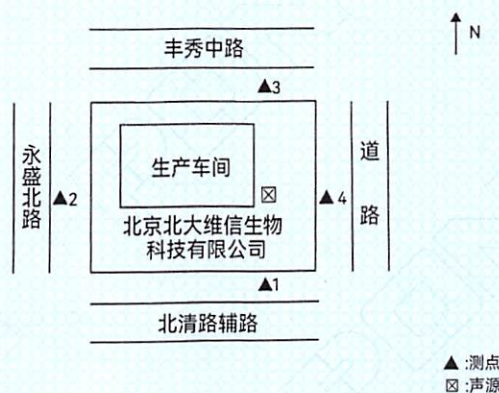 丰秀中路
N
▲3
永盛北路
生产车间
道路
▲2
▲4
北京北大维信生物
科技有限公司
▲1
北清路辅路
▲:测点
☒:声源